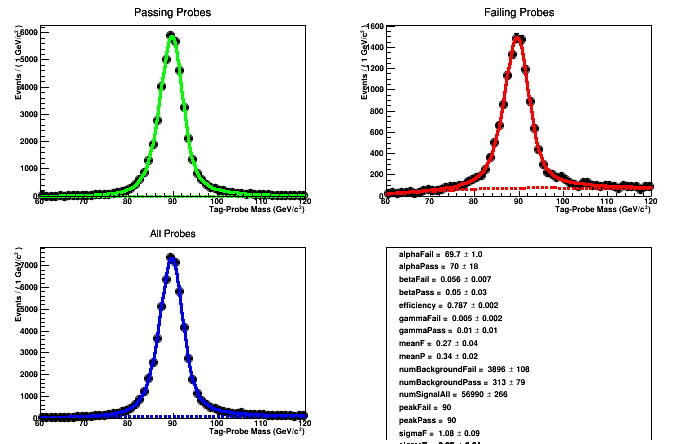 Passing Probes
Events / ( 1 GeV/c² )
6000
5000
4000
3000
2000
1000
0
60 70 80 90 100 110 120
Tag-Probe Mass (GeV/c²)
Failing Probes
Events / ( 1 GeV/c² )
1600
1400
1200
1000
800
600
400
200
60 70 80 90 100 110 120
Tag-Probe Mass (GeV/c²)
All Probes
Events / ( 1 GeV/c² )
7000
6000
5000
4000
3000
2000
1000
0
60 70 80 90 100 110 120
Tag-Probe Mass (GeV/c²)
alphaFail = 69.7 ± 1.0
alphaPass = 70 ± 18
betaFail = 0.056 ± 0.007
betaPass = 0.05 ± 0.03
efficiency = 0.787 ± 0.002
gammaFail = 0.005 ± 0.002
gammaPass = 0.01 ± 0.01
meanF = 0.27 ± 0.04
meanP = 0.34 ± 0.02
numBackgroundFail = 3896 ± 108
numBackgroundPass = 313 ± 79
numSignalAll = 56990 ± 266
peakFail = 90
peakPass = 90
sigmaF = 1.08 ± 0.09